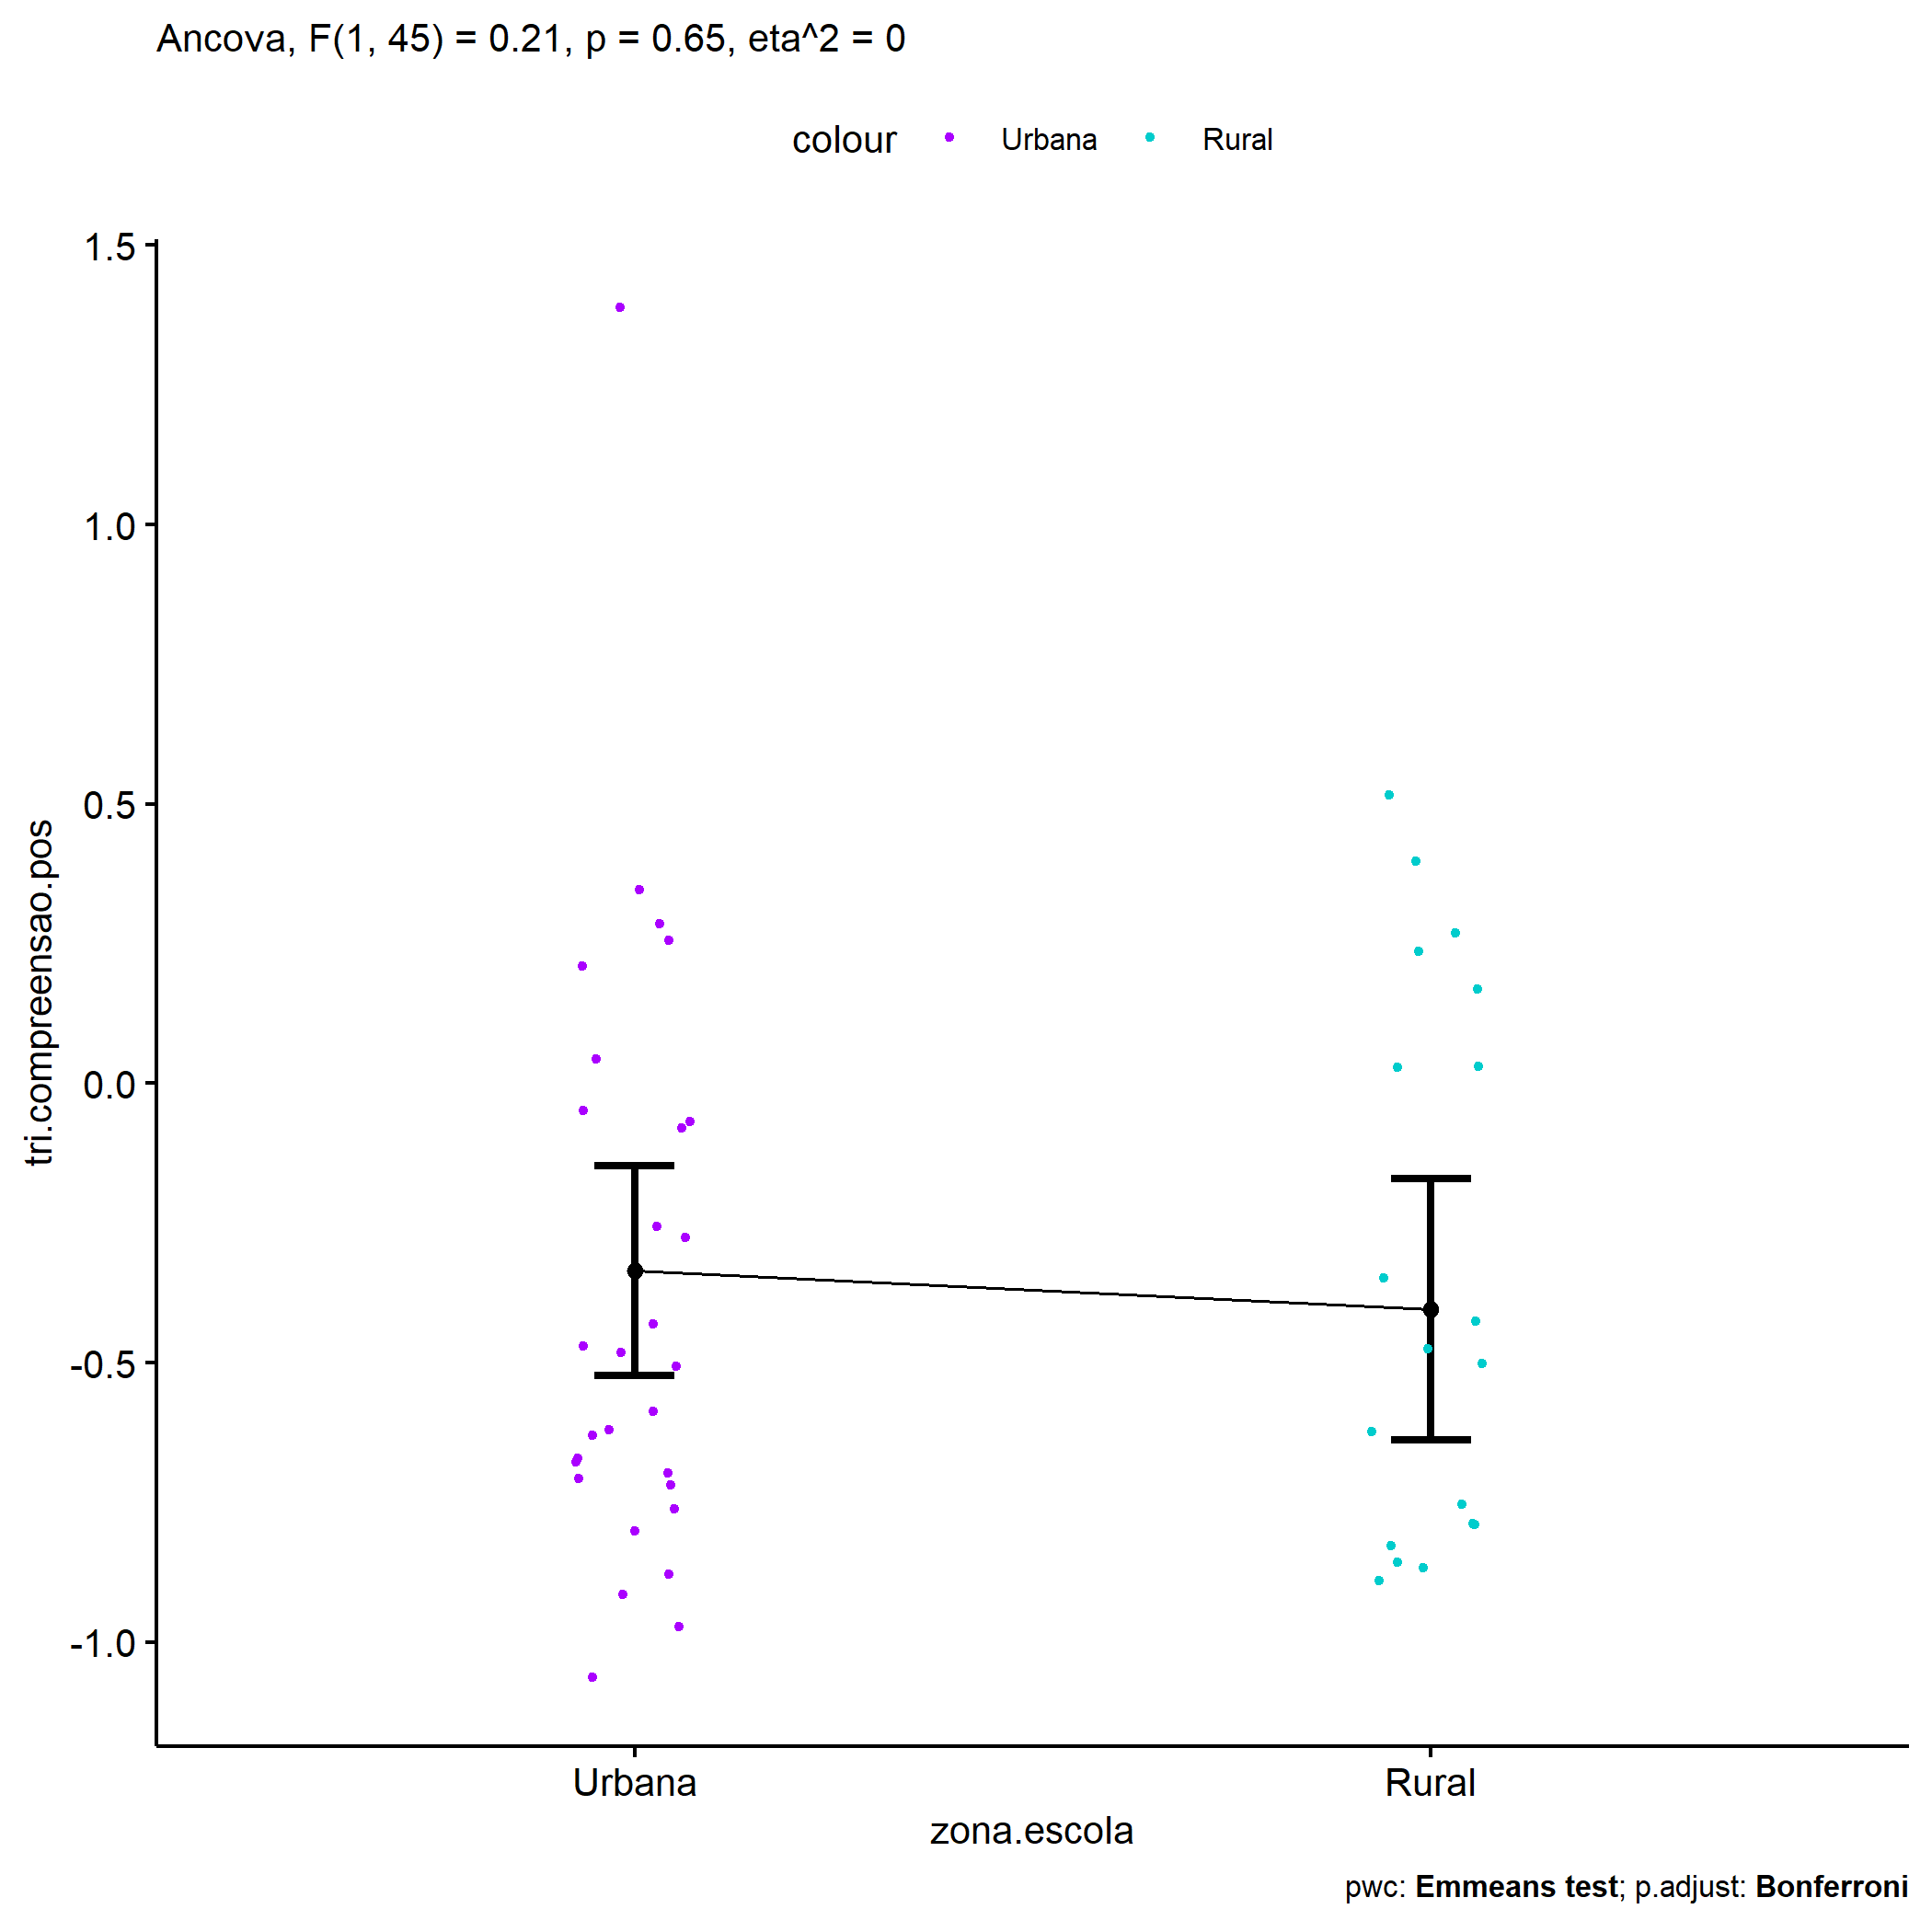 Ancova, F(1, 45) = 0.21, p = 0.65, eta^2 = 0
colour Urbana Rural
tri.compreensao.pos
1.5
1.0
0.5
0.0
-0.5
-1.0
Urbana Rural
zona.escola
pwc: Emmeans test; p.adjust: Bonferroni